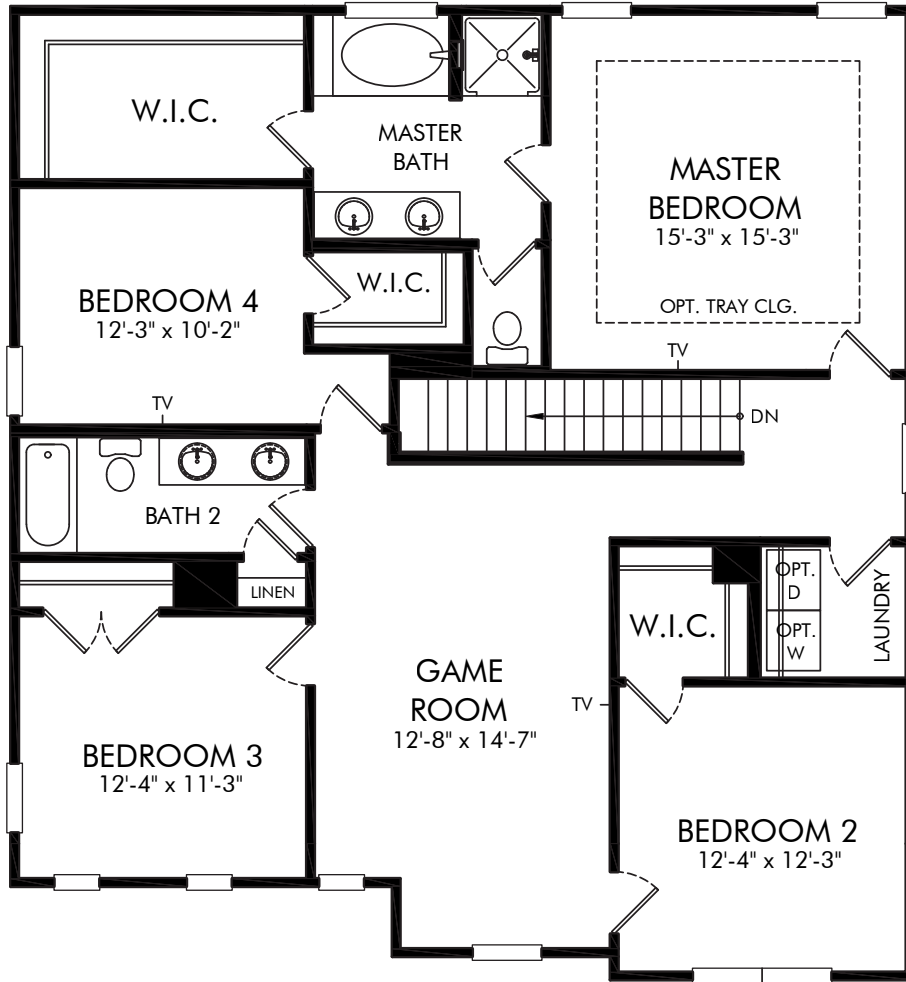 W.I.C.
MASTER
BATH
MASTER
BEDROOM
15'-3" x 15'-3"
OPT. TRAY CLG.
TV
W.I.C.
BEDROOM 4
12'-3" x 10'-2"
TV
DN
BATH 2
LINEN
OPT.
D
OPT.
W
LAUNDRY
W.I.C.
GAME
ROOM
12'-8" x 14'-7"
TV
BEDROOM 3
12'-4" x 11'-3"
BEDROOM 2
12'-4" x 12'-3"